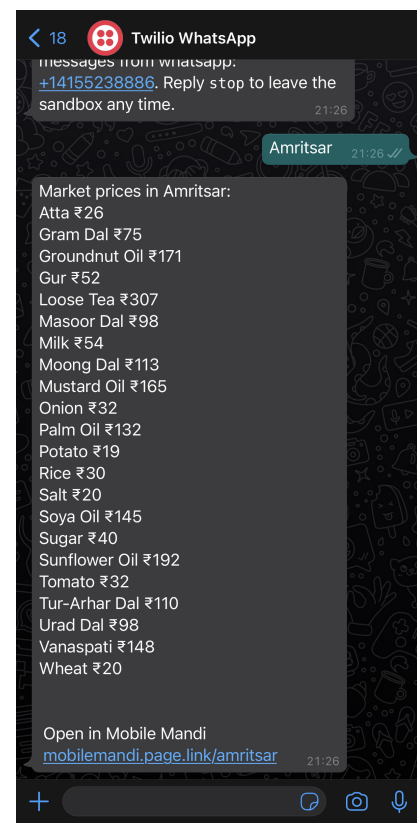 18
Twilio WhatsApp
messages from whatsapp:
+14155238886. Reply stop to leave the
sandbox any time.
21:26
Amritsar
21:26
Market prices in Amritsar:
Atta ₹26
Gram Dal ₹75
Groundnut Oil ₹171
Gur ₹52
Loose Tea ₹307
Masoor Dal ₹98
Milk ₹54
Moong Dal ₹113
Mustard Oil ₹165
Onion ₹32
Palm Oil ₹132
Potato ₹19
Rice ₹30
Salt ₹20
Soya Oil ₹145
Sugar ₹40
Sunflower Oil ₹192
Tomato ₹32
Tur-Arhar Dal ₹110
Urad Dal ₹98
Vanaspati ₹148
Wheat ₹20
Open in Mobile Mandi
mobilemandi.page.link/amritsar
21:26